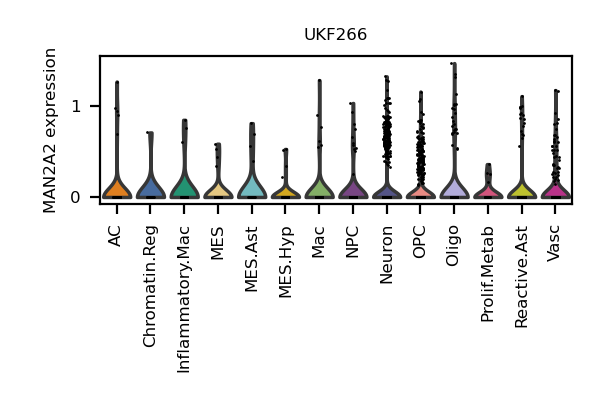 UKF266
MAN2A2 expression
1
0
AC
Chromatin.Reg
Inflammatory.Mac
MES
MES.Ast
MES.Hyp
Mac
NPC
Neuron
OPC
Oligo
Prolif.Metab
Reactive.Ast
Vasc